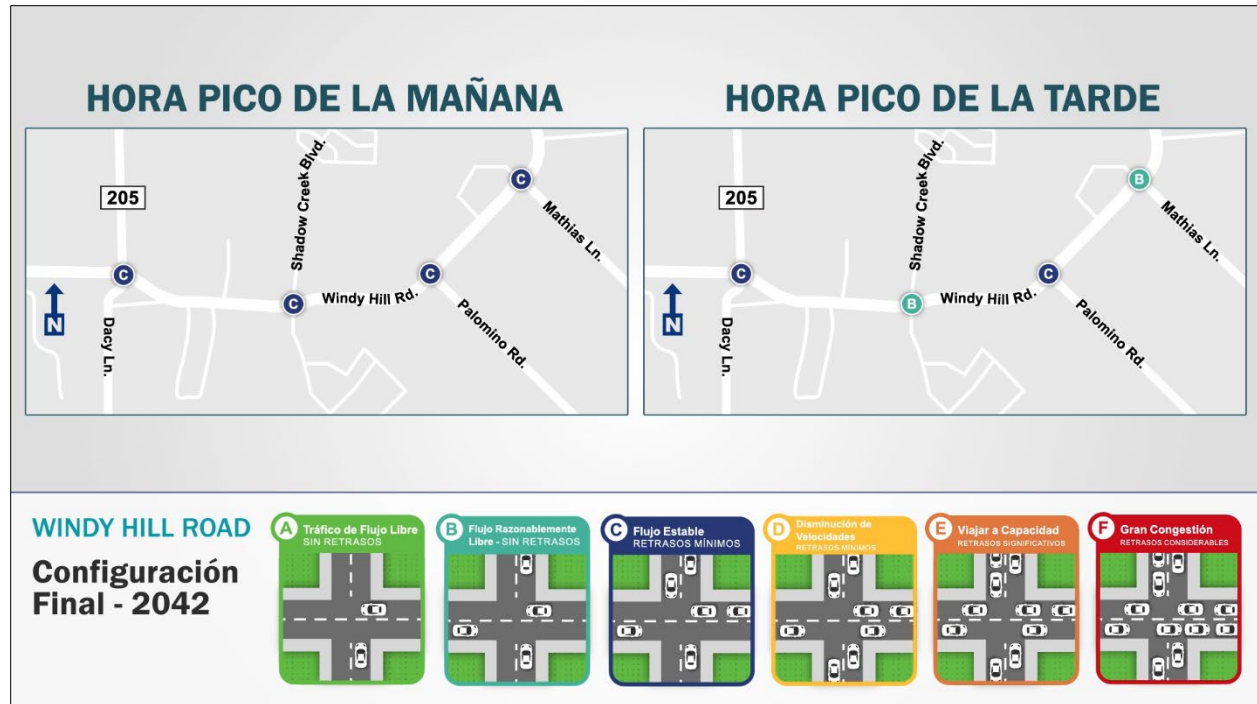 HORA PICO DE LA MAÑANA
205
Shadow Creek Blvd.
C
Mathias Ln.
C
C
C
Windy Hill Rd.
N
Dacy Ln.
Palomino Rd.
HORA PICO DE LA TARDE
205
Shadow Creek Blvd.
B
Mathias Ln.
C
C
B
Windy Hill Rd.
N
Dacy Ln.
Palomino Rd.
WINDY HILL ROAD
Configuración
Final - 2042
A
Tráfico de Flujo Libre
SIN RETRASOS
B
Flujo Razonablemente
Libre - SIN RETRASOS
C
Flujo Estable
RETRASOS MÍNIMOS
D
Disminución de
Velocidades
RETRASOS MÍNIMOS
E
Viajar a Capacidad
RETRASOS SIGNIFICATIVOS
F
Gran Congestión
RETRASOS CONSIDERABLES